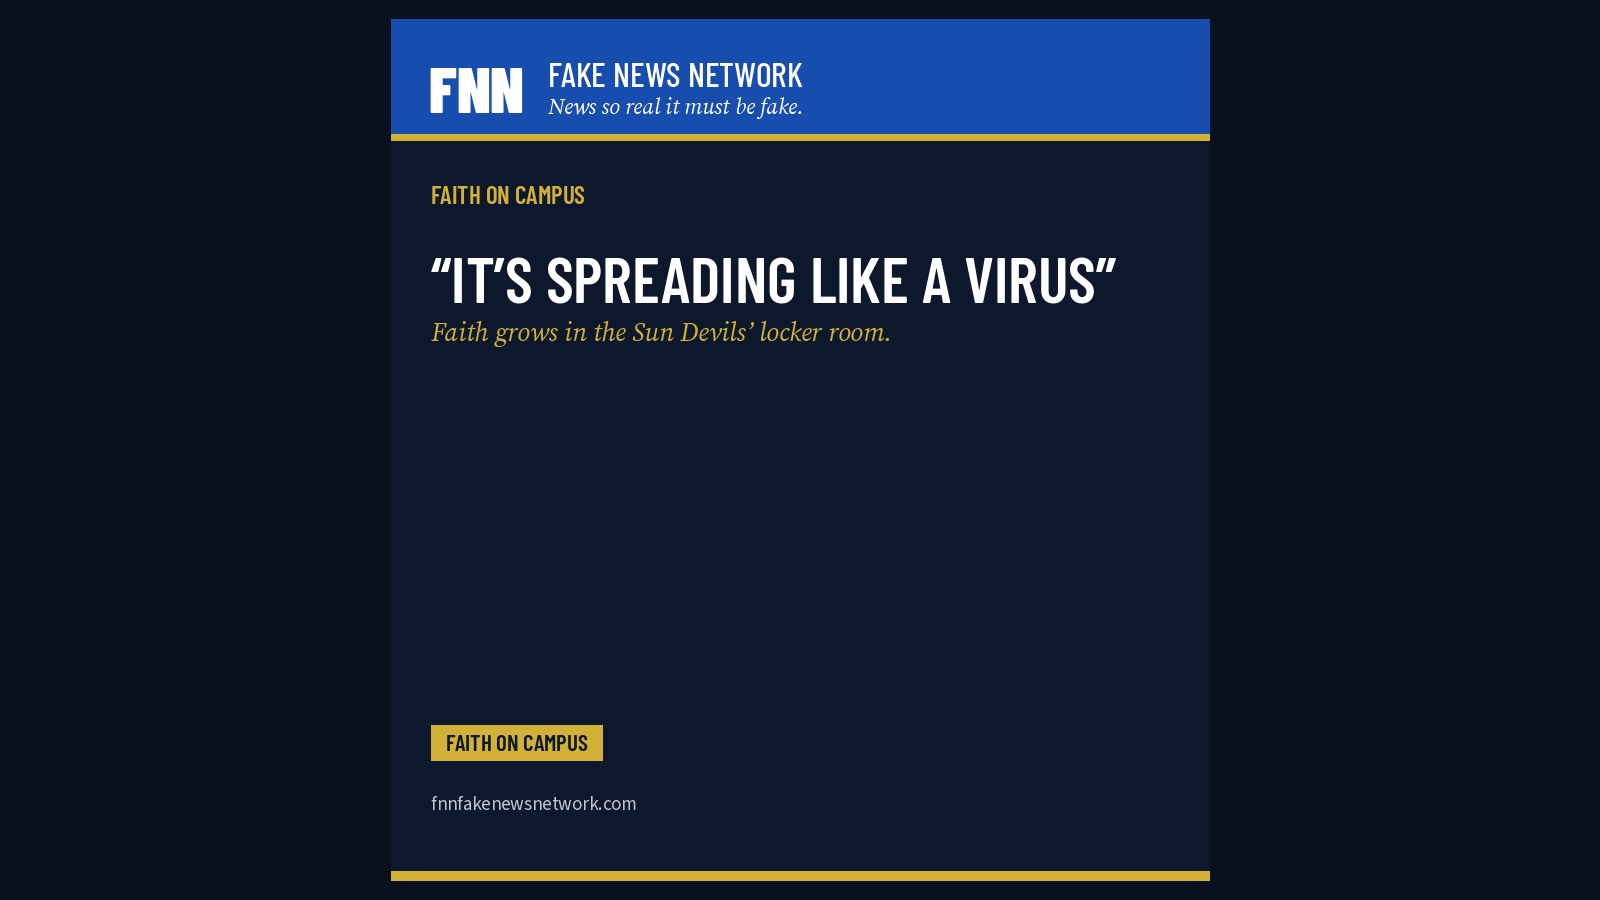 FNN
FAKE NEWS NETWORK
News so real it must be fake.
FAITH ON CAMPUS
“IT’S SPREADING LIKE A VIRUS”
Faith grows in the Sun Devils’ locker room.
FAITH ON CAMPUS
fnnfakenewsnetwork.com